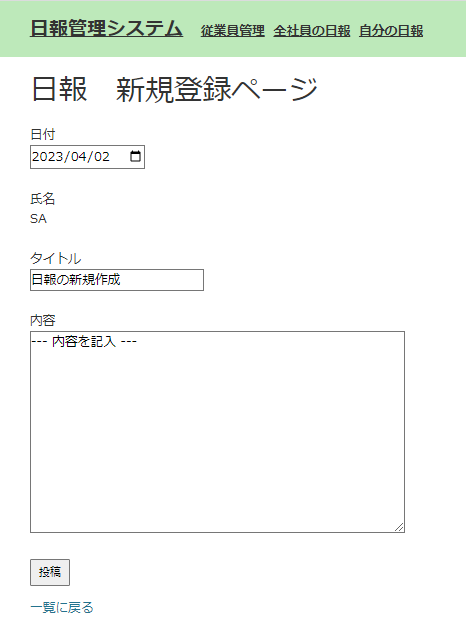 日報管理システム 従業員管理 全社員の日報 自分の日報
日報　新規登録ページ
日付
2023/04/02
氏名
SA
タイトル
日報の新規作成
内容
--- 内容を記入 ---
投稿
一覧に戻る